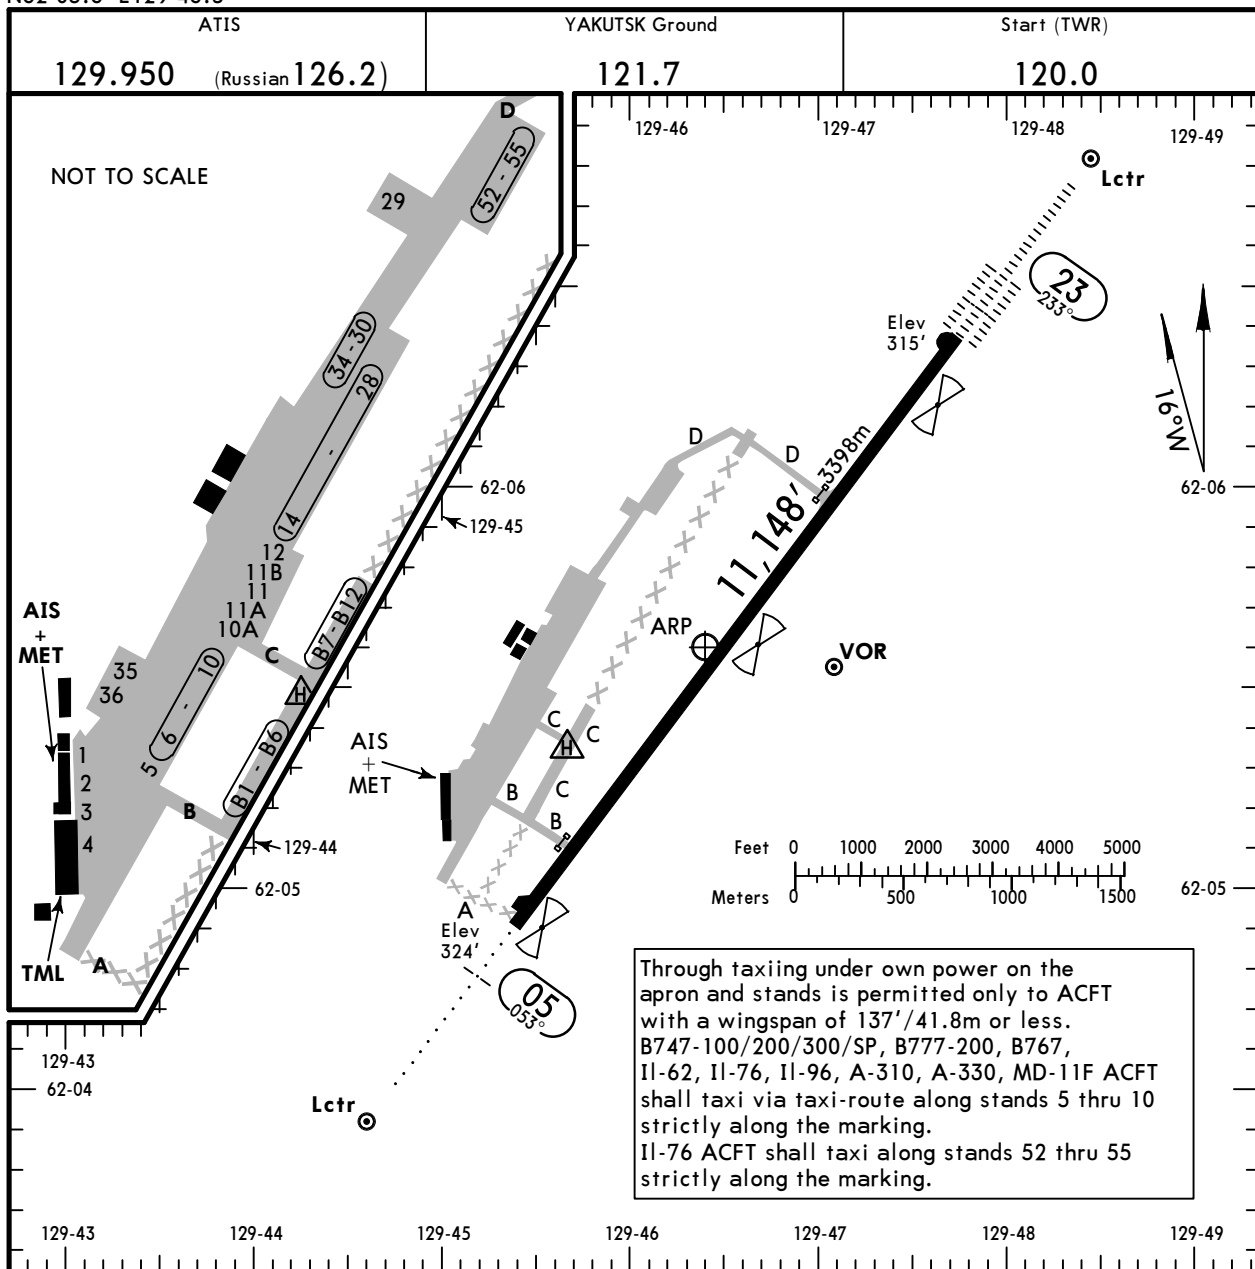 ATIS
129.950 (Russian 126.2)
YAKUTSK Ground
121.7
Start (TWR)
120.0
NOT TO SCALE
D
52 - 55
29
34 - 30
28
-
14
12
11B
11
11A
10A
C
B7 - B12
H
10
-
6
5
B1 - B6
B
35
36
AIS
+
MET
1
2
3
4
TML
A
62-06
129-45
129-44
62-05
129-43
62-04
129-46
129-47
129-48
129-49
Lctr
23
233°
Elev
315'
16°W
D
D
3398m
11,148'
62-06
ARP
VOR
C
C
H
C
B
B
AIS
+
MET
A
Elev
324'
05
053°
Lctr
Feet 0 1000 2000 3000 4000 5000
Meters 0 500 1000 1500
62-05
Through taxiing under own power on the
apron and stands is permitted only to ACFT
with a wingspan of 137'/41.8m or less.
B747-100/200/300/SP, B777-200, B767,
Il-62, Il-76, Il-96, A-310, A-330, MD-11F ACFT
shall taxi via taxi-route along stands 5 thru 10
strictly along the marking.
Il-76 ACFT shall taxi along stands 52 thru 55
strictly along the marking.
129-43
129-44
129-45
129-46
129-47
129-48
129-49